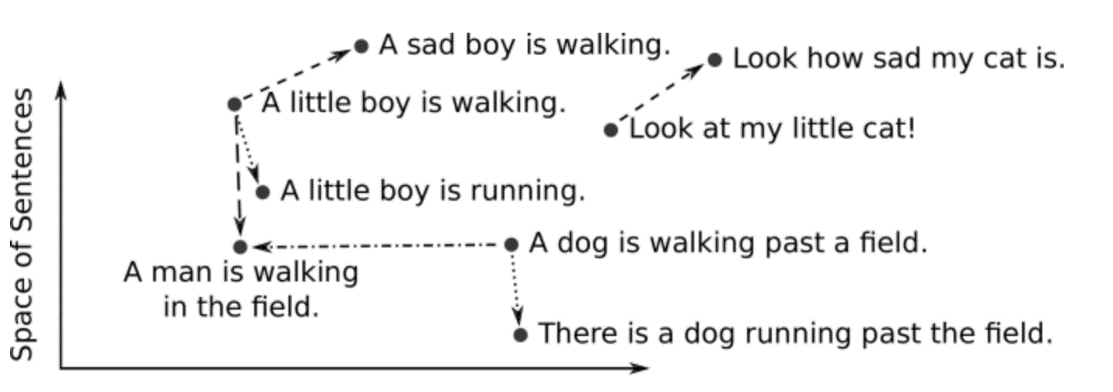 A sad boy is walking.
Look how sad my cat is.
A little boy is walking.
Look at my little cat!
A little boy is running.
A dog is walking past a field.
A man is walking
in the field.
There is a dog running past the field.
Space of Sentences